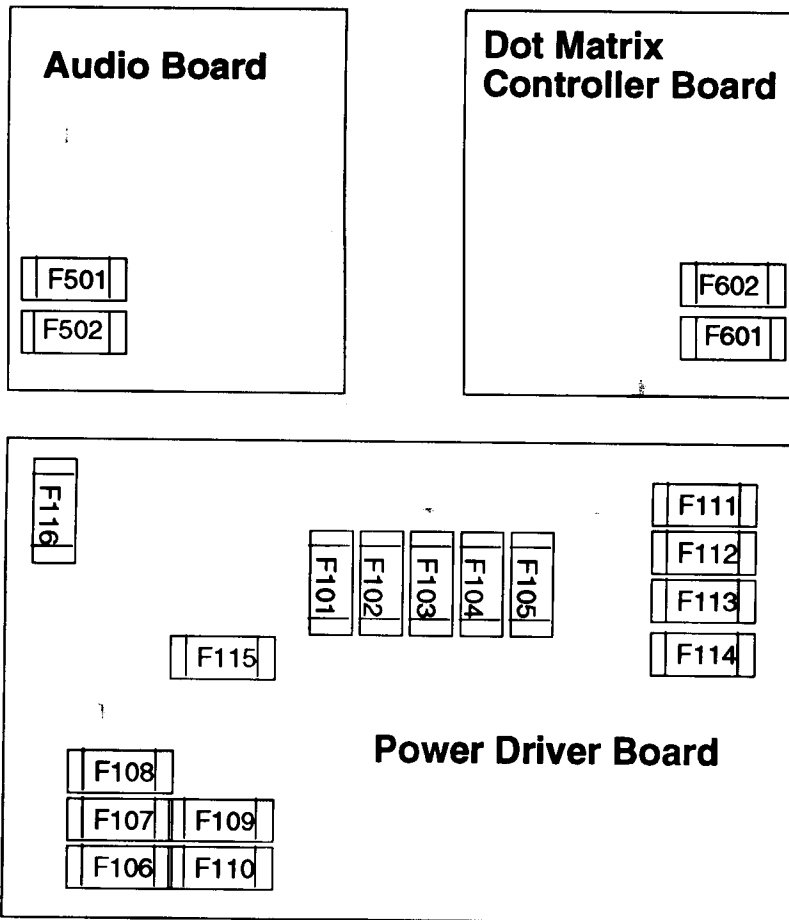 Audio Board
F501
F502
Dot Matrix
Controller Board
F602
F601
F116
F101
F102
F103
F104
F105
F111
F112
F113
F114
F115
Power Driver Board
F108
F107
F109
F106
F110